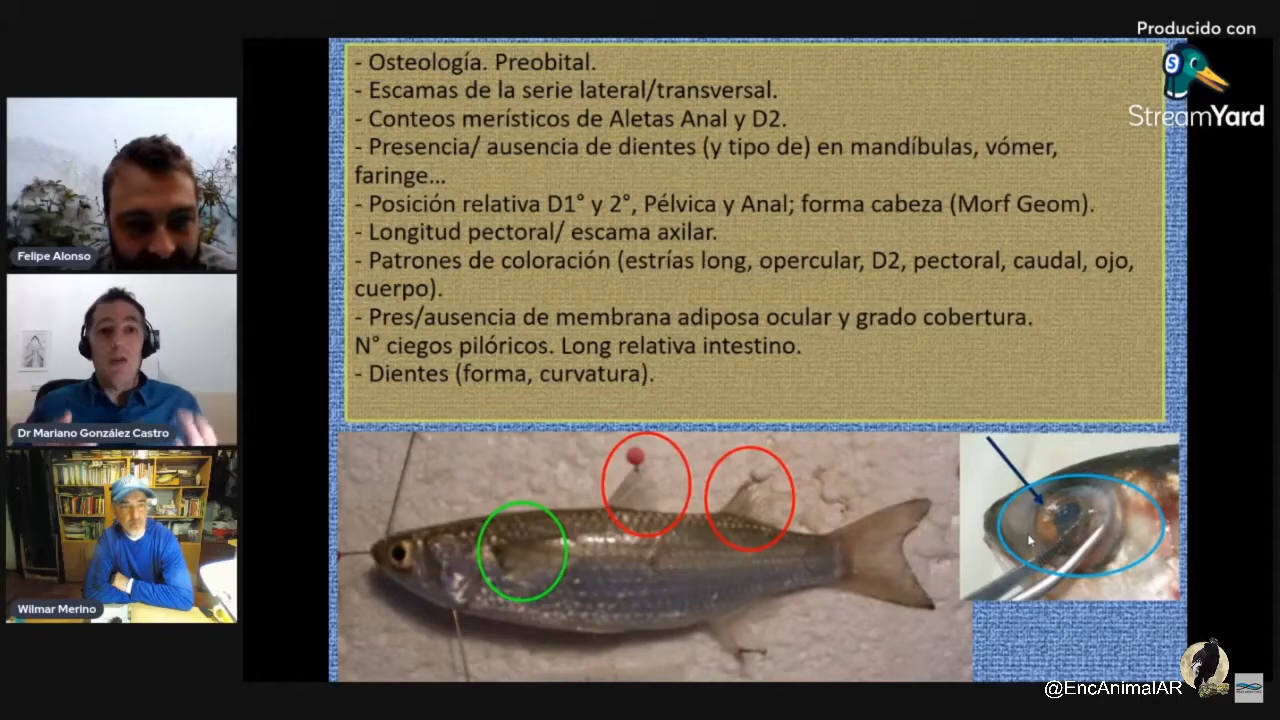 Producido con
StreamYard
- Osteología. Preobital.
- Escamas de la serie lateral/transversal.
- Conteos merísticos de Aletas Anal y D2.
- Presencia/ ausencia de dientes (y tipo de) en mandíbulas, vómer,
faringe...
- Posición relativa D1° y 2°, Pélvica y Anal; forma cabeza (Morf Geom).
- Longitud pectoral/ escama axilar.
- Patrones de coloración (estrías long, opercular, D2, pectoral, caudal, ojo,
cuerpo).
- Pres/ausencia de membrana adiposa ocular y grado cobertura.
N° ciegos pilóricos. Long relativa intestino.
- Dientes (forma, curvatura).
Felipe Alonso
Dr Mariano González Castro
Wilmar Merino
@EncAnimalAR